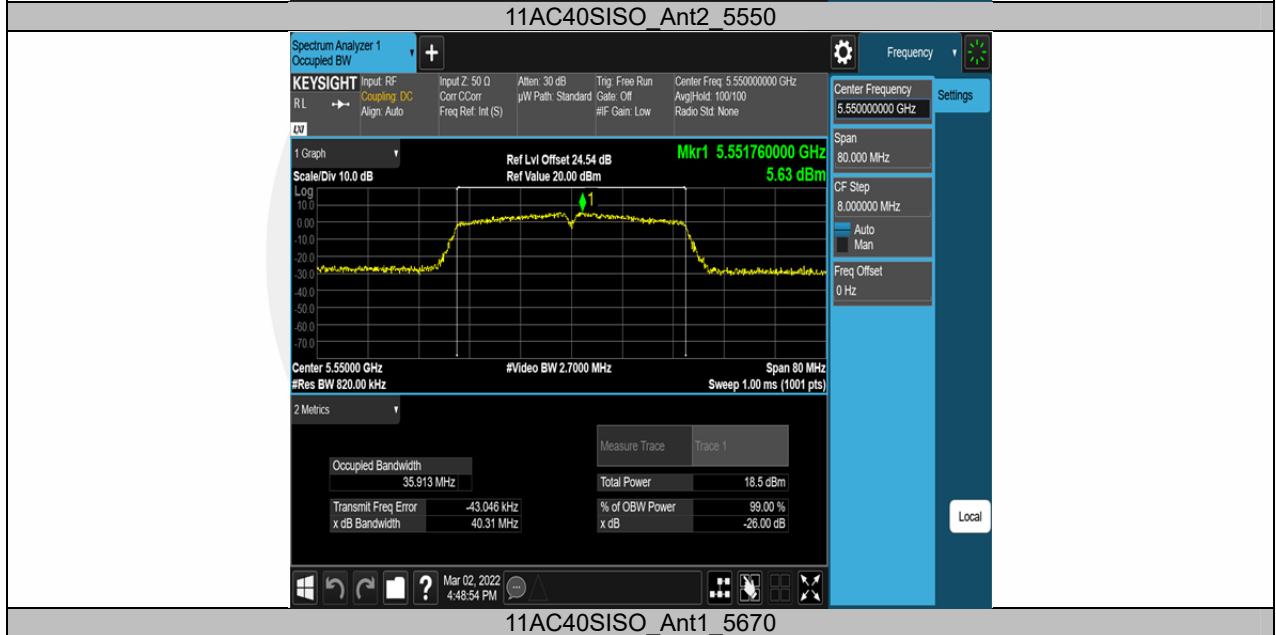 11AC40SISO_Ant2_5550
Spectrum Analyzer 1
Occupied BW
+
Frequency
KEYSIGHT
RL
LXI
Input: RF
Coupling: DC
Align: Auto
Input Z: 50 Ω
Corr CCorr
Freq Ref: Int (S)
Atten: 30 dB
µW Path: Standard
Trig: Free Run
Gate: Off
#IF Gain: Low
Center Freq: 5.550000000 GHz
Avg|Hold: 100/100
Radio Std: None
Center Frequency
5.550000000 GHz
Settings
Span
80.000 MHz
CF Step
8.000000 MHz
Auto
Man
Freq Offset
0 Hz
Local
1 Graph
Scale/Div 10.0 dB
Ref Lvl Offset 24.54 dB
Ref Value 20.00 dBm
Mkr1 5.551760000 GHz
5.63 dBm
Log
10.0
0.00
-10.0
-20.0
-30.0
-40.0
-50.0
-60.0
-70.0
1
Center 5.55000 GHz
#Res BW 820.00 kHz
#Video BW 2.7000 MHz
Span 80 MHz
Sweep 1.00 ms (1001 pts)
2 Metrics
Measure Trace Trace 1
Occupied Bandwidth
35.913 MHz
Total Power 18.5 dBm
Transmit Freq Error -43.046 kHz
% of OBW Power 99.00 %
x dB Bandwidth 40.31 MHz
x dB -26.00 dB
?
Mar 02, 2022
4:48:54 PM
11AC40SISO_Ant1_5670